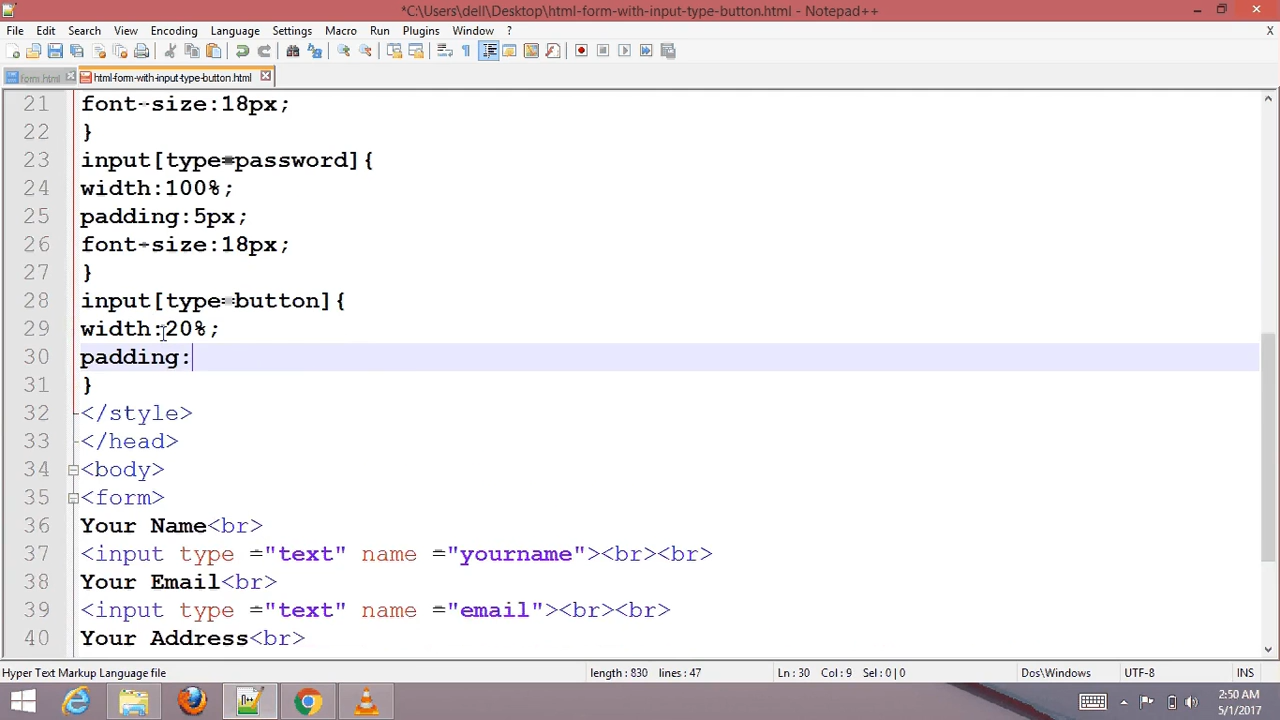 *C:\Users\dell\Desktop\html-form-with-input-type-button.html - Notepad++
File Edit Search View Encoding Language Settings Macro Run Plugins Window ? X
form.html html-form-with-input-type-button.html
21 font-size:18px;
22 }
23 input[type=password]{
24 width:100%;
25 padding:5px;
26 font-size:18px;
27 }
28 input[type=button]{
29 width:20%;
30 padding:
31 }
32 </style>
33 </head>
34 <body>
35 <form>
36 Your Name<br>
37 <input type ="text" name ="yourname"><br><br>
38 Your Email<br>
39 <input type ="text" name ="email"><br><br>
40 Your Address<br>
Hyper Text Markup Language file length : 830 lines : 47 Ln : 30 Col : 9 Sel : 0 | 0 Dos\Windows UTF-8 INS
2:50 AM
5/1/2017